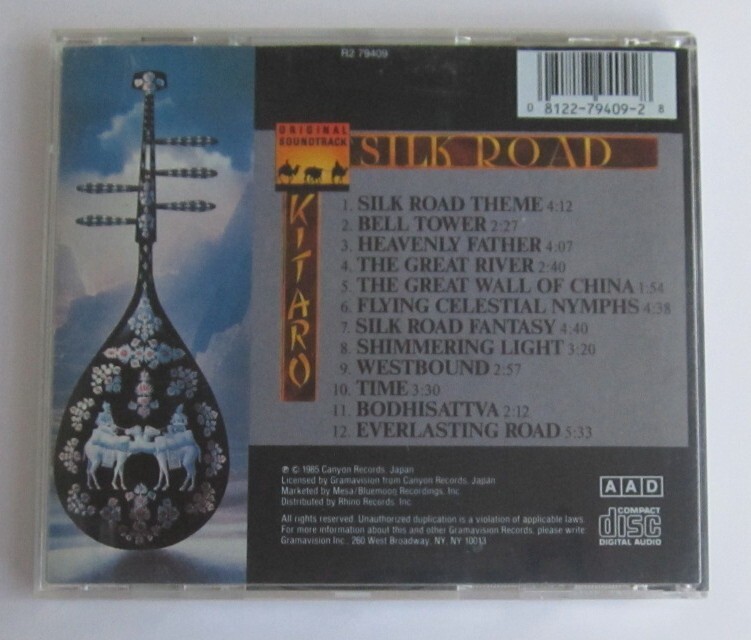 R2 79409
0 8122-79409-2 8
ORIGINAL
SOUNDTRACK
SILK ROAD
KITARO
1. SILK ROAD THEME 4:12
2. BELL TOWER 2:27
3. HEAVENLY FATHER 4:07
4. THE GREAT RIVER 2:40
5. THE GREAT WALL OF CHINA 1:54
6. FLYING CELESTIAL NYMPHS 4:38
7. SILK ROAD FANTASY 4:40
8. SHIMMERING LIGHT 3:20
9. WESTBOUND 2:57
10. TIME 3:30
11. BODHISATTVA 2:12
12. EVERLASTING ROAD 5:33
℗ © 1985 Canyon Records, Japan
Licensed by Gramavision from Canyon Records, Japan
Marketed by Mesa/Bluemoon Recordings, Inc.
Distributed by Rhino Records, Inc.
All rights reserved. Unauthorized duplication is a violation of applicable laws.
For more information about this and other Gramavision Records, please write
Gramavision Inc., 260 West Broadway, NY, NY 10013
AAD
COMPACT
disc
DIGITAL AUDIO